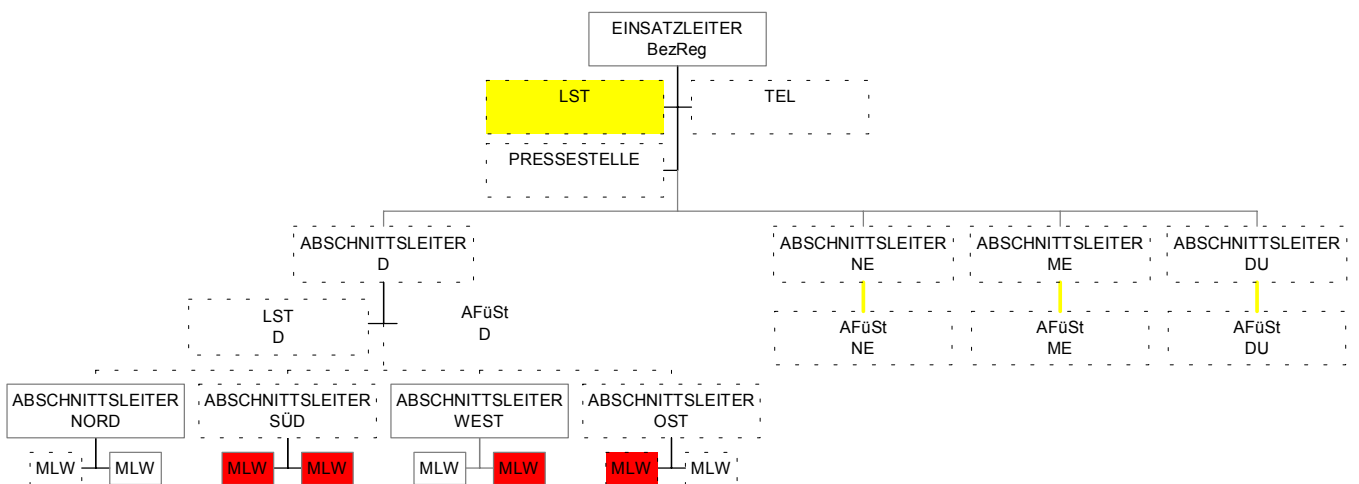 EINSATZLEITER
BezReg
LST
TEL
PRESSESTELLE
ABSCHNITTSLEITER
D
ABSCHNITTSLEITER
NE
ABSCHNITTSLEITER
ME
ABSCHNITTSLEITER
DU
LST
D
AFüSt
D
AFüSt
NE
AFüSt
ME
AFüSt
DU
ABSCHNITTSLEITER
NORD
ABSCHNITTSLEITER
SÜD
ABSCHNITTSLEITER
WEST
ABSCHNITTSLEITER
OST
MLW
MLW
MLW
MLW
MLW
MLW
MLW
MLW